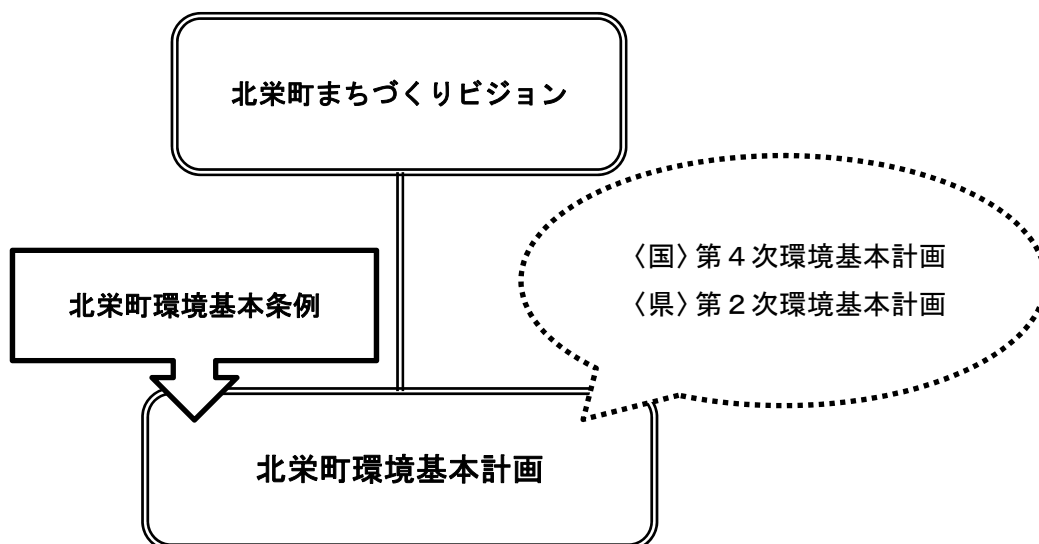 北栄町まちづくりビジョン
〈国〉第４次環境基本計画
〈県〉第２次環境基本計画
北栄町環境基本条例
北栄町環境基本計画